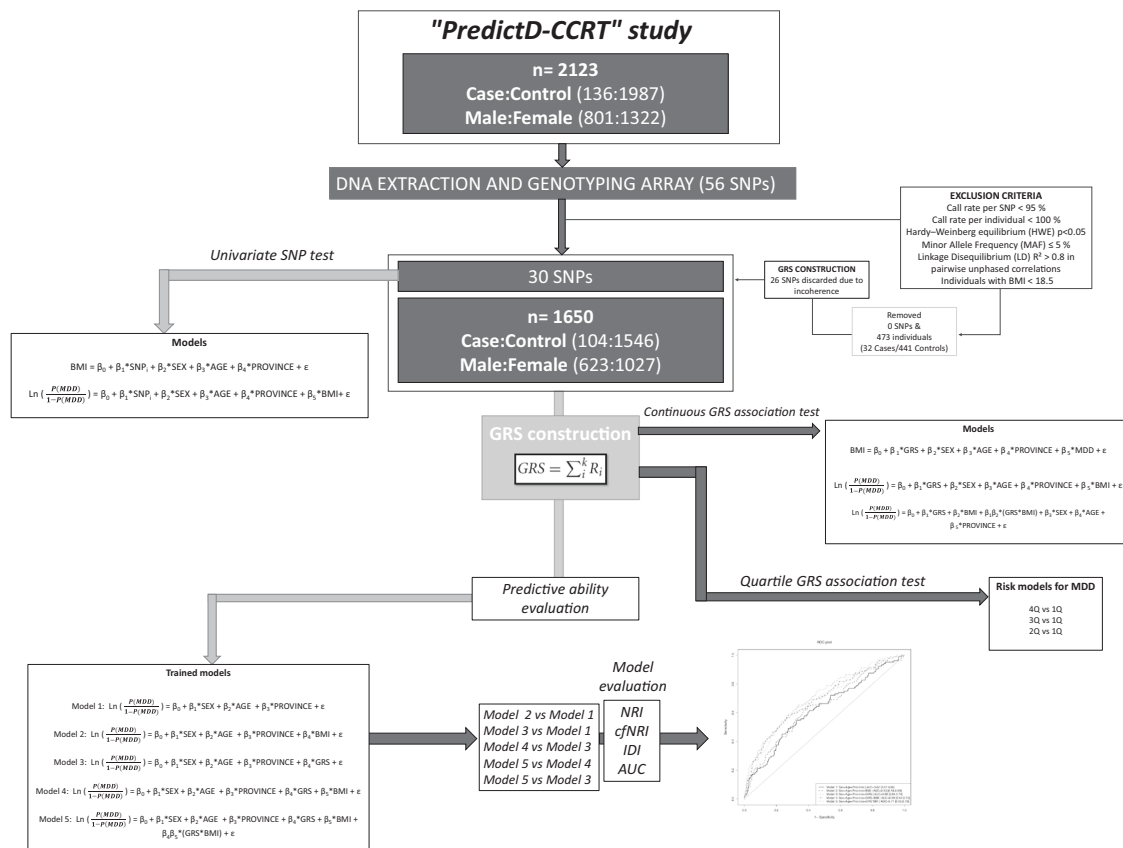 "PredictD-CCRT" study
n= 2123
Case:Control (136:1987)
Male:Female (801:1322)
DNA EXTRACTION AND GENOTYPING ARRAY (56 SNPs)
EXCLUSION CRITERIA
Call rate per SNP < 95 %
Call rate per individual < 100 %
Hardy–Weinberg equilibrium (HWE) p<0.05
Minor Allele Frequency (MAF) ≤ 5 %
Linkage Disequilibrium (LD) R² > 0.8 in
pairwise unphased correlations
Individuals with BMI < 18.5
Removed
0 SNPs &
473 individuals
(32 Cases/441 Controls)
GRS CONSTRUCTION
26 SNPs discarded due to
incoherence
30 SNPs
n= 1650
Case:Control (104:1546)
Male:Female (623:1027)
Univariate SNP test
Models
BMI = β₀ + β₁*SNPᵢ + β₂*SEX + β₃*AGE + β₄*PROVINCE + ε
Ln (P(MDD)/1−P(MDD)) = β₀ + β₁*SNPᵢ + β₂*SEX + β₃*AGE + β₄*PROVINCE + β₅*BMI+ ε
GRS construction
GRS = ∑ᵢᵏ Rᵢ
Continuous GRS association test
Models
BMI = β₀ + β₁*GRS + β₂*SEX + β₃*AGE + β₄*PROVINCE + β₅*MDD + ε
Ln (P(MDD)/1−P(MDD)) = β₀ + β₁*GRS + β₂*SEX + β₃*AGE + β₄*PROVINCE + β₅*BMI + ε
Ln (P(MDD)/1−P(MDD)) = β₀ + β₁*GRS + β₂*BMI + β₁β₂*(GRS*BMI) + β₃*SEX + β₄*AGE +
β₅*PROVINCE + ε
Quartile GRS association test
Risk models for MDD
4Q vs 1Q
3Q vs 1Q
2Q vs 1Q
Predictive ability
evaluation
Trained models
Model 1: Ln (P(MDD)/1−P(MDD)) = β₀ + β₁*SEX + β₂*AGE + β₃*PROVINCE + ε
Model 2: Ln (P(MDD)/1−P(MDD)) = β₀ + β₁*SEX + β₂*AGE + β₃*PROVINCE + β₄*BMI + ε
Model 3: Ln (P(MDD)/1−P(MDD)) = β₀ + β₁*SEX + β₂*AGE + β₃*PROVINCE + β₄*GRS + ε
Model 4: Ln (P(MDD)/1−P(MDD)) = β₀ + β₁*SEX + β₂*AGE + β₃*PROVINCE + β₄*GRS + β₅*BMI + ε
Model 5: Ln (P(MDD)/1−P(MDD)) = β₀ + β₁*SEX + β₂*AGE + β₃*PROVINCE + β₄*GRS + β₅*BMI +
β₄β₅*(GRS*BMI) + ε
Model 2 vs Model 1
Model 3 vs Model 1
Model 4 vs Model 3
Model 5 vs Model 4
Model 5 vs Model 3
Model
evaluation
NRI
cfNRI
IDI
AUC
Sensitivity